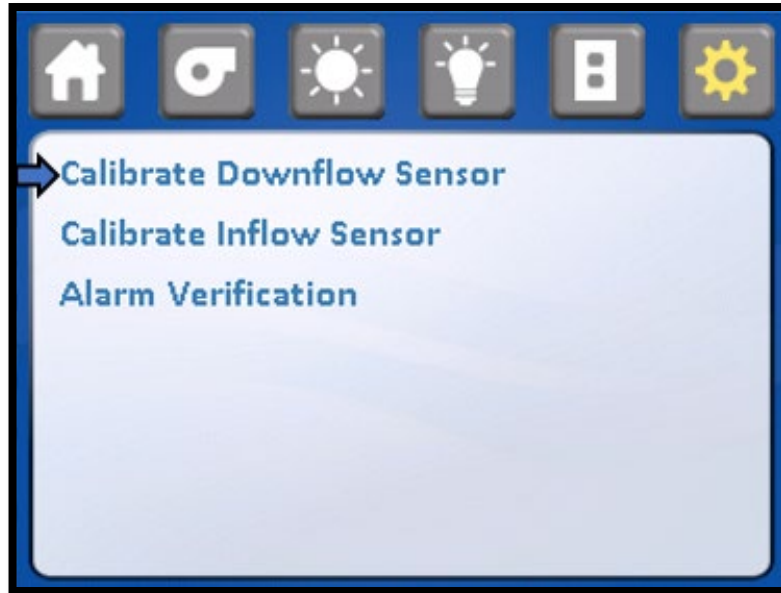 Calibrate Downflow Sensor
Calibrate Inflow Sensor
Alarm Verification